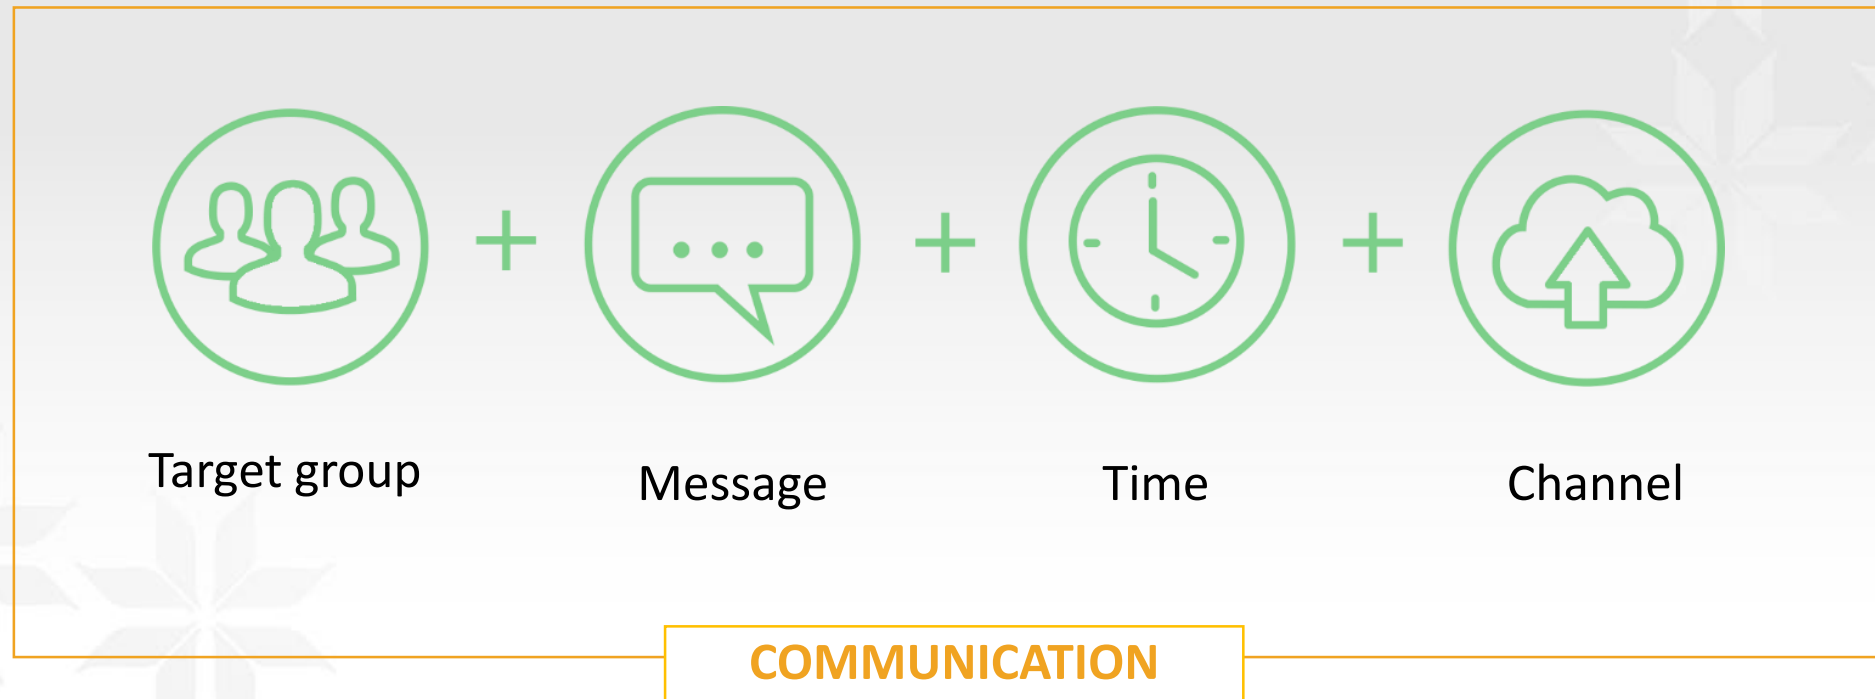 Target group
Message
Time
Channel
COMMUNICATION